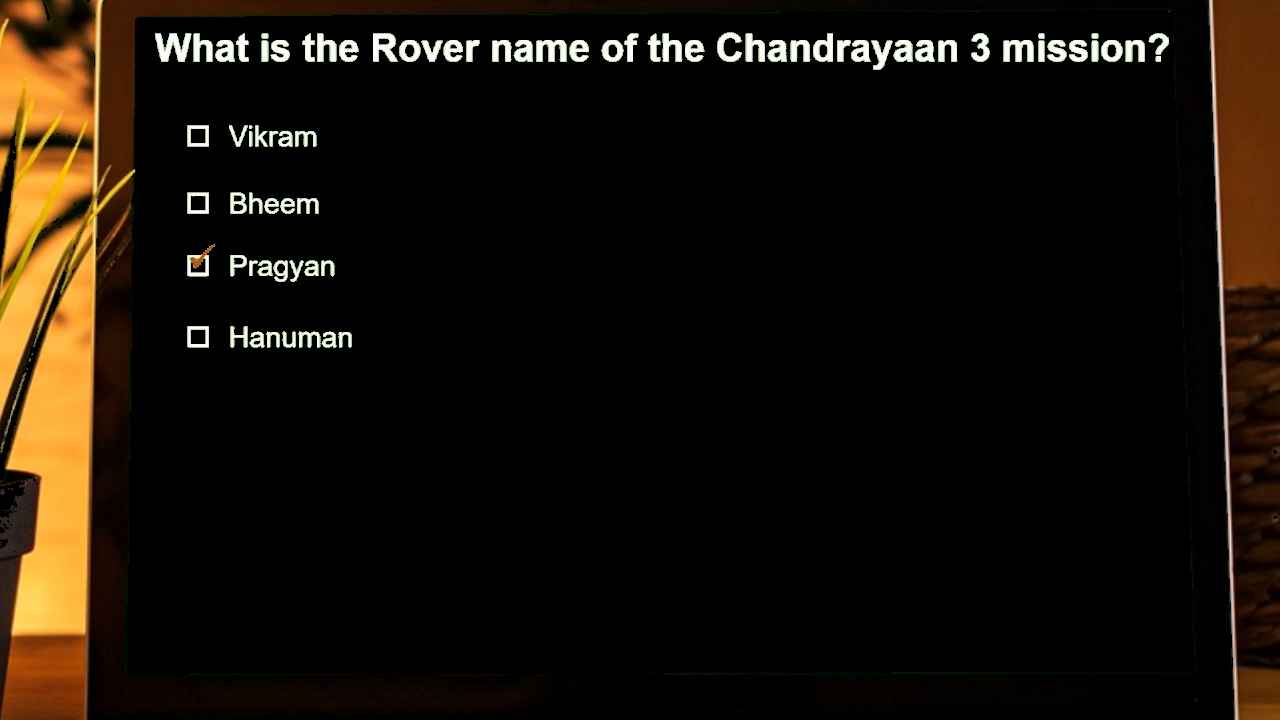 What is the Rover name of the Chandrayaan 3 mission?
Vikram
Bheem
Pragyan
Hanuman